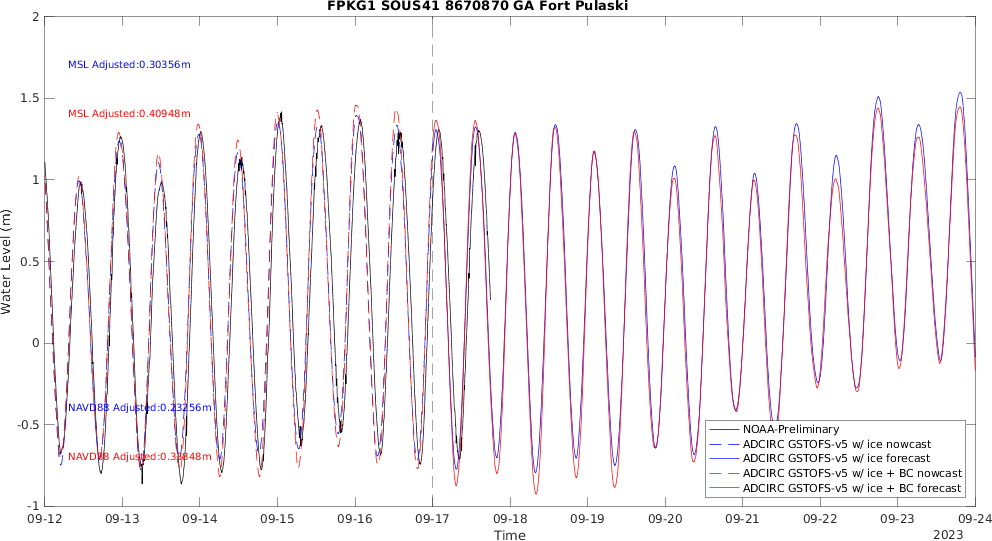 FPKG1 SOUS41 8670870 GA Fort Pulaski
2
1.5
1
0.5
0
-0.5
-1
Water Level (m)
MSL Adjusted:0.30356m
MSL Adjusted:0.40948m
NAVD88 Adjusted:0.23256m
NAVD88 Adjusted:0.33848m
NOAA-Preliminary
ADCIRC GSTOFS-v5 w/ ice nowcast
ADCIRC GSTOFS-v5 w/ ice forecast
ADCIRC GSTOFS-v5 w/ ice + BC nowcast
ADCIRC GSTOFS-v5 w/ ice + BC forecast
09-12 09-13 09-14 09-15 09-16 09-17 09-18 09-19 09-20 09-21 09-22 09-23 09-24
Time
2023